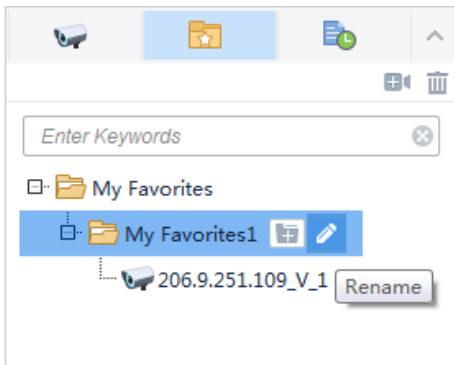 Enter Keywords
My Favorites
My Favorites1
206.9.251.109_V_1
Rename